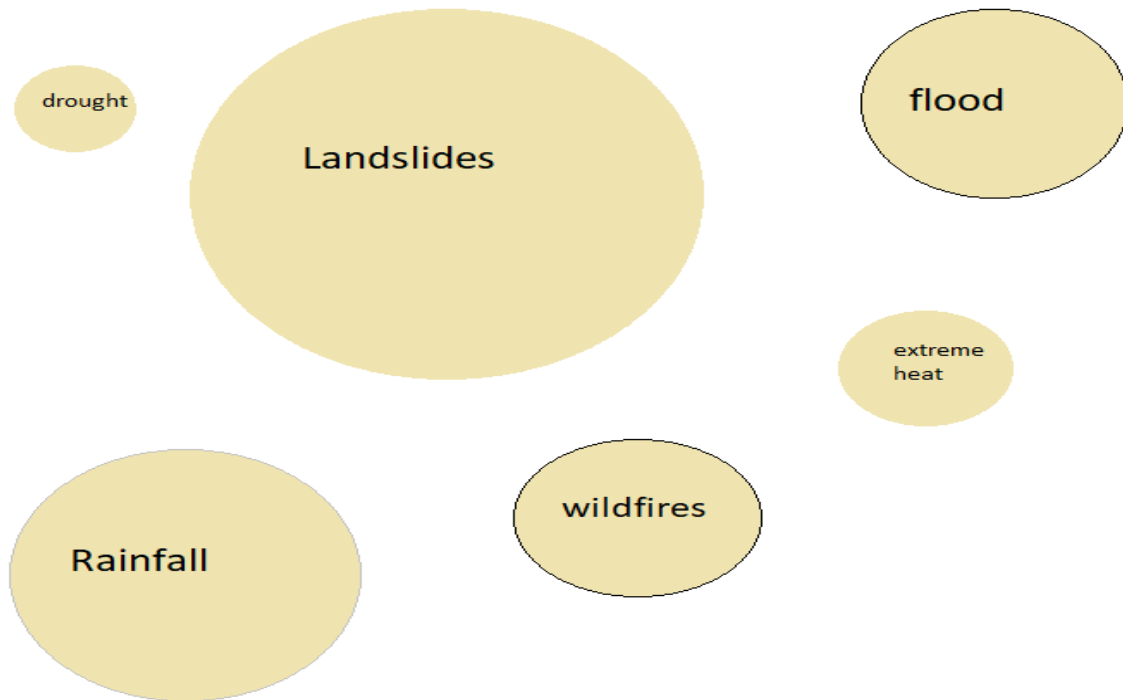 drought
Landslides
flood
extreme
heat
wildfires
Rainfall